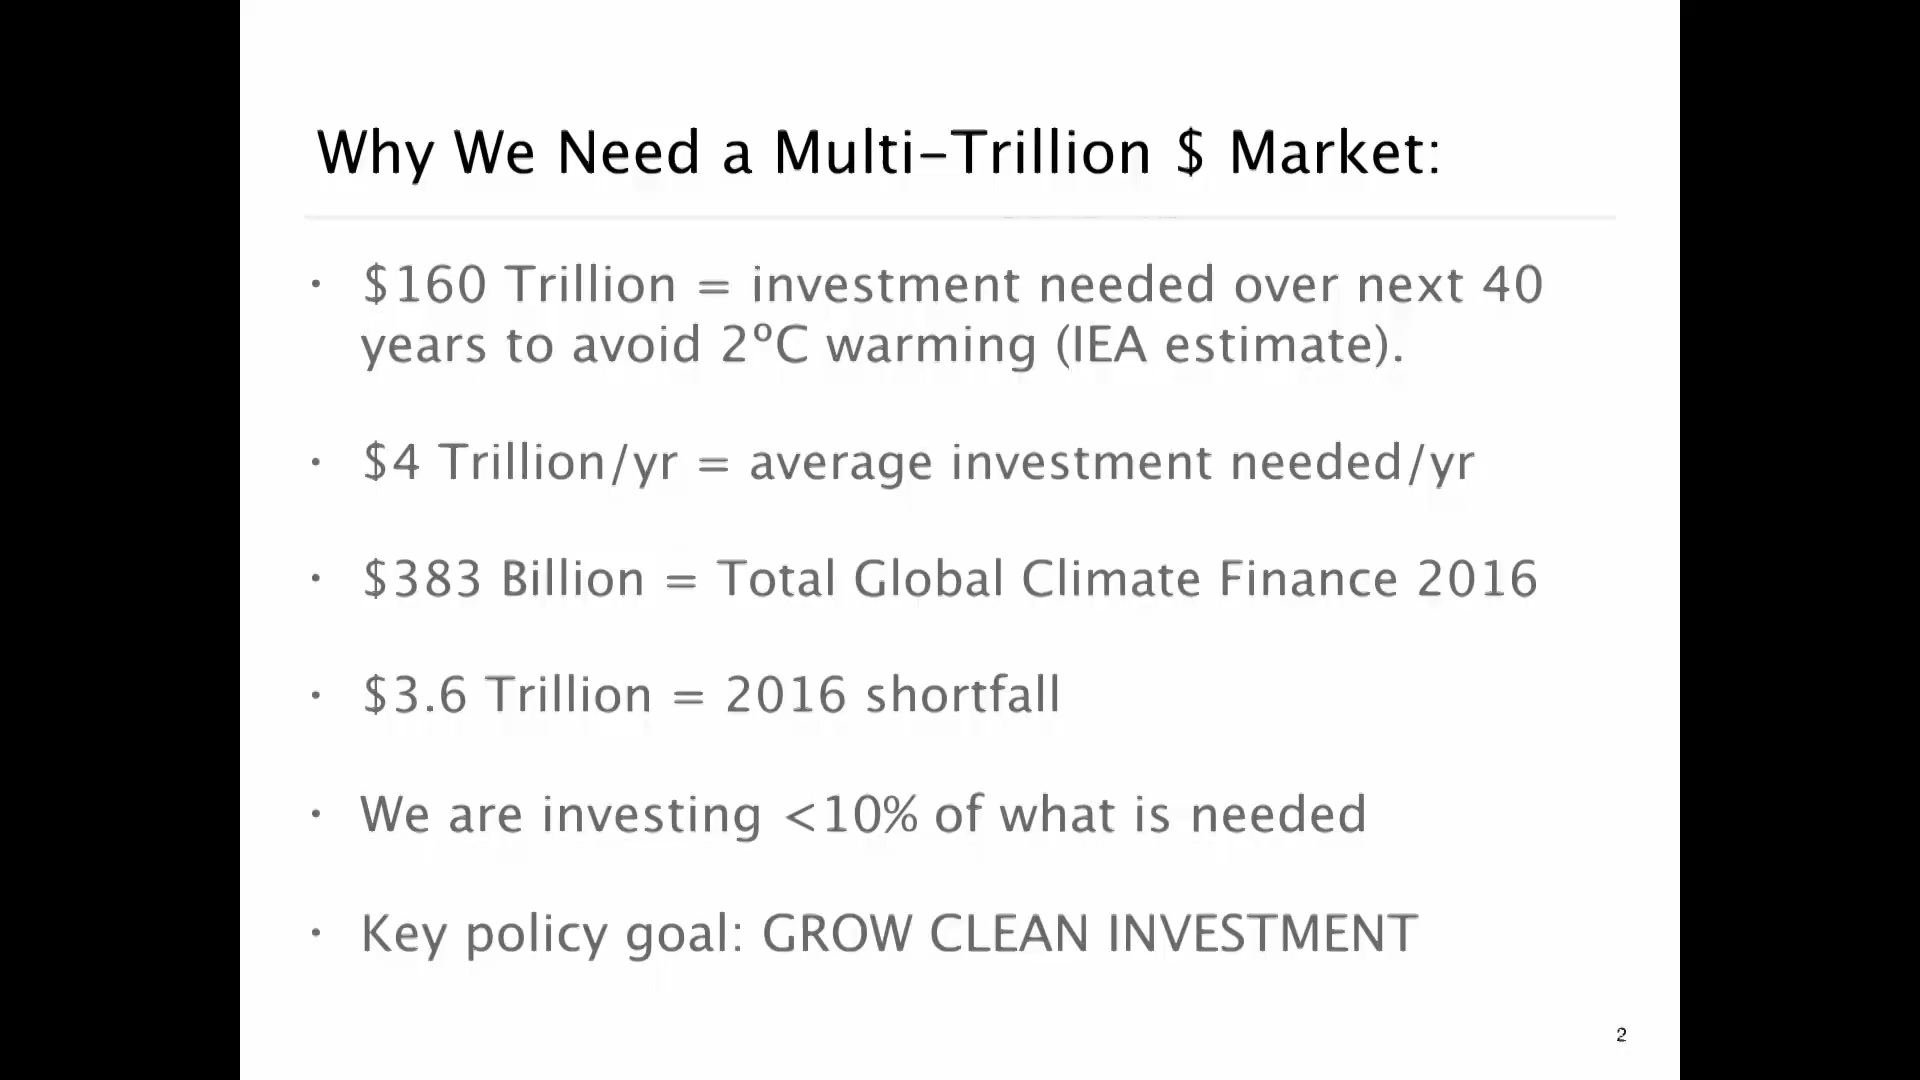 Why We Need a Multi-Trillion $ Market:
• $160 Trillion = investment needed over next 40
years to avoid 2ºC warming (IEA estimate).
• $4 Trillion/yr = average investment needed/yr
• $383 Billion = Total Global Climate Finance 2016
• $3.6 Trillion = 2016 shortfall
• We are investing <10% of what is needed
• Key policy goal: GROW CLEAN INVESTMENT
2